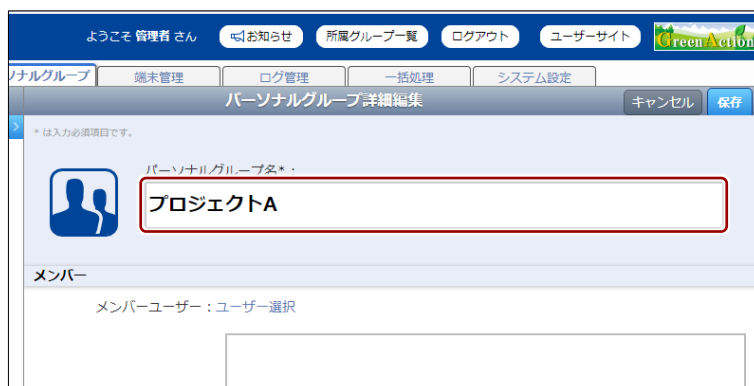 ようこそ 管理者 さん お知らせ 所属グループ一覧 ログアウト ユーザーサイト GreenAction
ソナルグループ 端末管理 ログ管理 一括処理 システム設定
パーソナルグループ詳細編集 キャンセル 保存
* は入力必須項目です。
パーソナルグループ名*：
プロジェクトA
メンバー
メンバーユーザー：ユーザー選択